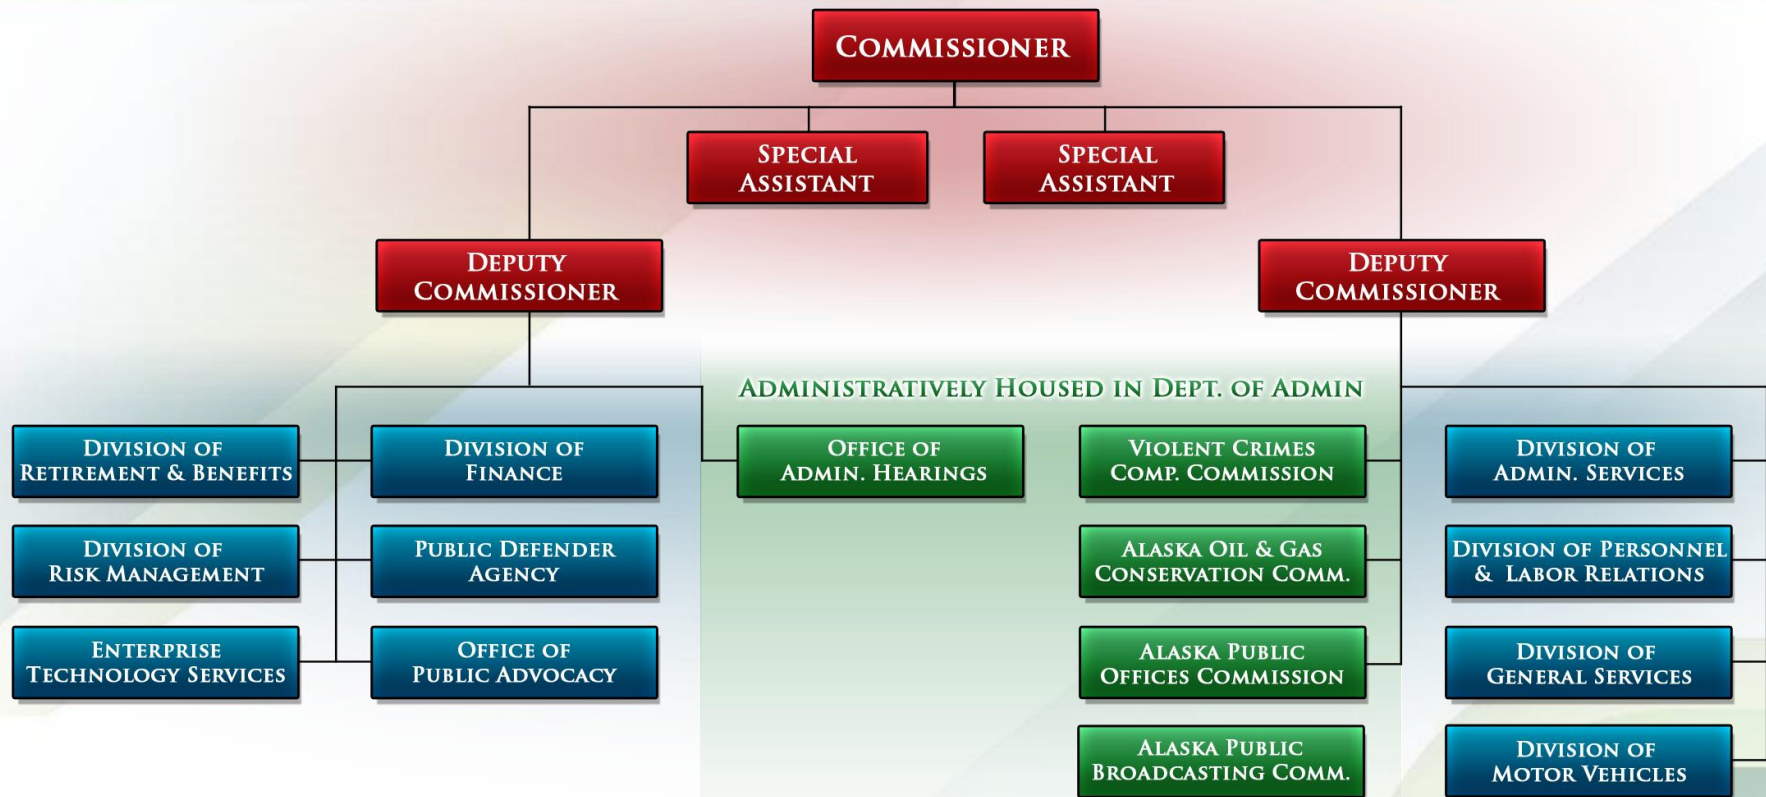 Commissioner
Special
Assistant
Special
Assistant
Deputy
Commissioner
Deputy
Commissioner
Administratively Housed in Dept. of Admin
Division of
Retirement & Benefits
Division of
Finance
Office of
Admin. Hearings
Violent Crimes
Comp. Commission
Division of
Admin. Services
Division of
Risk Management
Public Defender
Agency
Alaska Oil & Gas
Conservation Comm.
Division of Personnel
& Labor Relations
Enterprise
Technology Services
Office of
Public Advocacy
Alaska Public
Offices Commission
Division of
General Services
Alaska Public
Broadcasting Comm.
Division of
Motor Vehicles